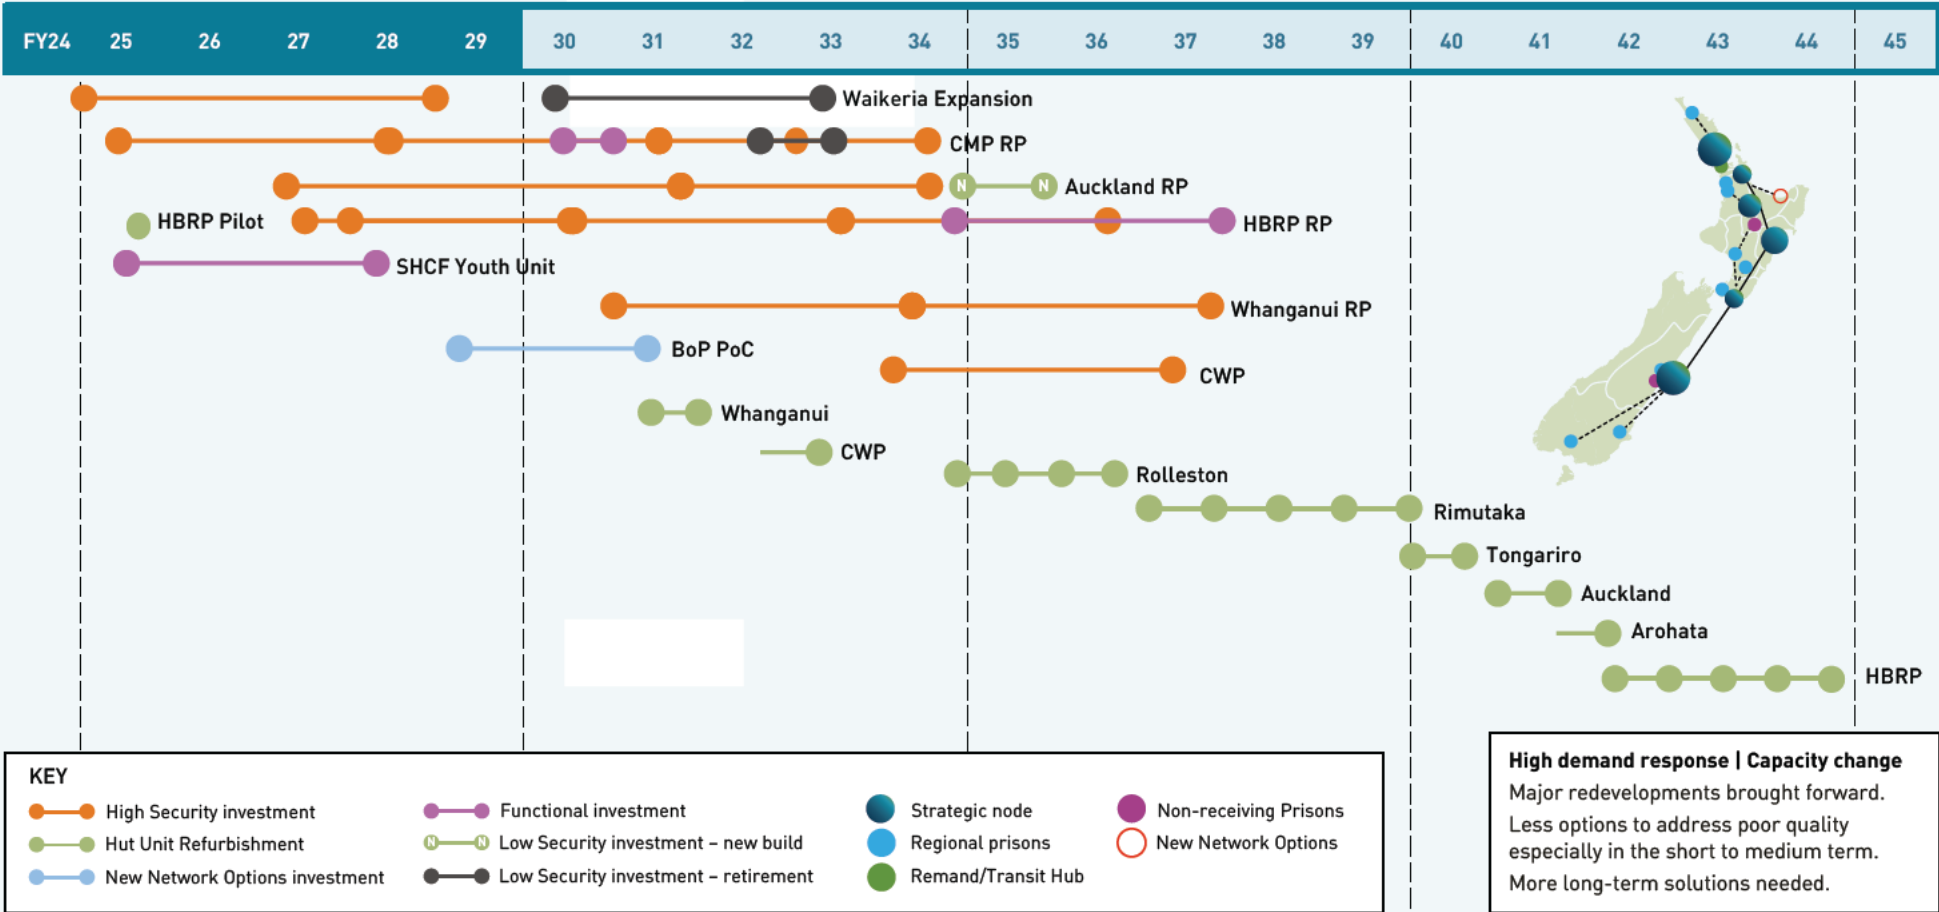 FY24 25 26 27 28 29 30 31 32 33 34 35 36 37 38 39 40 41 42 43 44 45
Waikeria Expansion
CMP RP
N N Auckland RP
HBRP Pilot
HBRP RP
SHCF Youth Unit
Whanganui RP
BoP PoC
CWP
Whanganui
CWP
Rolleston
Rimutaka
Tongariro
Auckland
Arohata
HBRP
KEY
High Security investment
Hut Unit Refurbishment
New Network Options investment
Functional investment
N N Low Security investment – new build
Low Security investment – retirement
Strategic node
Regional prisons
Remand/Transit Hub
Non-receiving Prisons
New Network Options
High demand response | Capacity change
Major redevelopments brought forward.
Less options to address poor quality
especially in the short to medium term.
More long-term solutions needed.